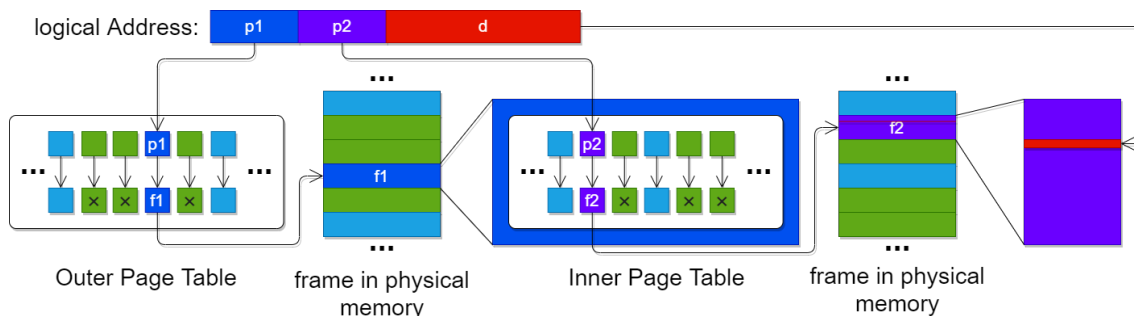 logical Address:
p1 p2 d
...
...
... p1 ...
p2 ...
f2
f1
f1 × × ×
f2 × × ×
...
...
Outer Page Table
frame in physical
memory
Inner Page Table
frame in physical
memory